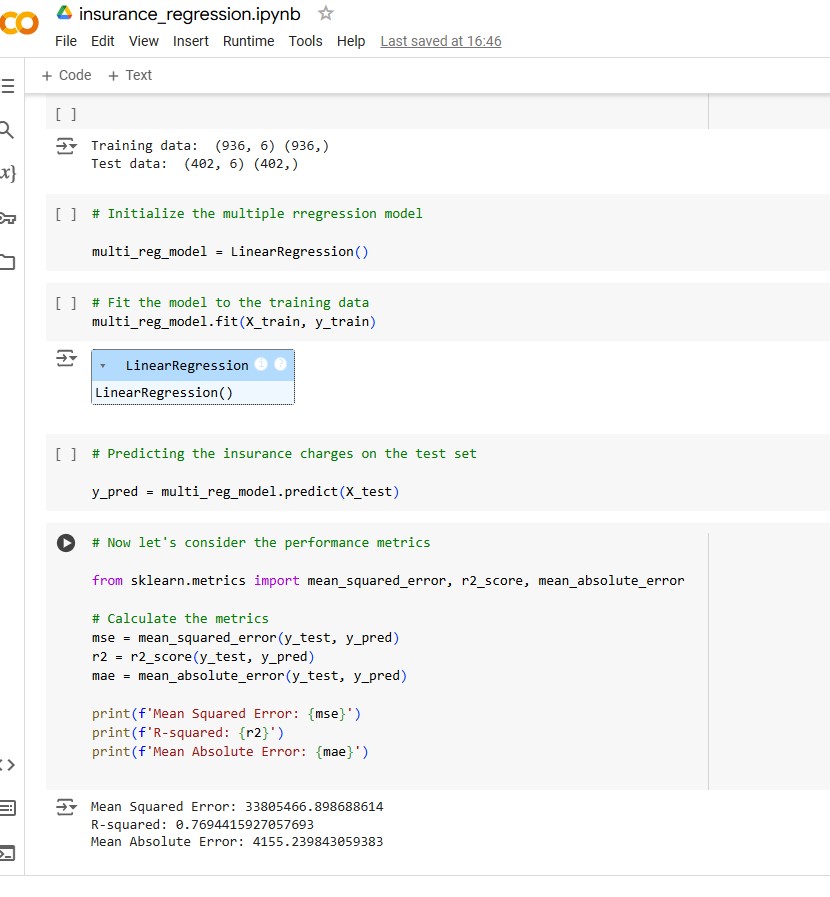 insurance_regression.ipynb
File Edit View Insert Runtime Tools Help Last saved at 16:46
+ Code + Text
[ ]
Training data:  (936, 6) (936,)
Test data:  (402, 6) (402,)
[ ] # Initialize the multiple rregression model
multi_reg_model = LinearRegression()
[ ] # Fit the model to the training data
multi_reg_model.fit(X_train, y_train)
LinearRegression
LinearRegression()
[ ] # Predicting the insurance charges on the test set
y_pred = multi_reg_model.predict(X_test)
# Now let's consider the performance metrics
from sklearn.metrics import mean_squared_error, r2_score, mean_absolute_error
# Calculate the metrics
mse = mean_squared_error(y_test, y_pred)
r2 = r2_score(y_test, y_pred)
mae = mean_absolute_error(y_test, y_pred)
print(f'Mean Squared Error: {mse}')
print(f'R-squared: {r2}')
print(f'Mean Absolute Error: {mae}')
Mean Squared Error: 33805466.898688614
R-squared: 0.7694415927057693
Mean Absolute Error: 4155.239843059383